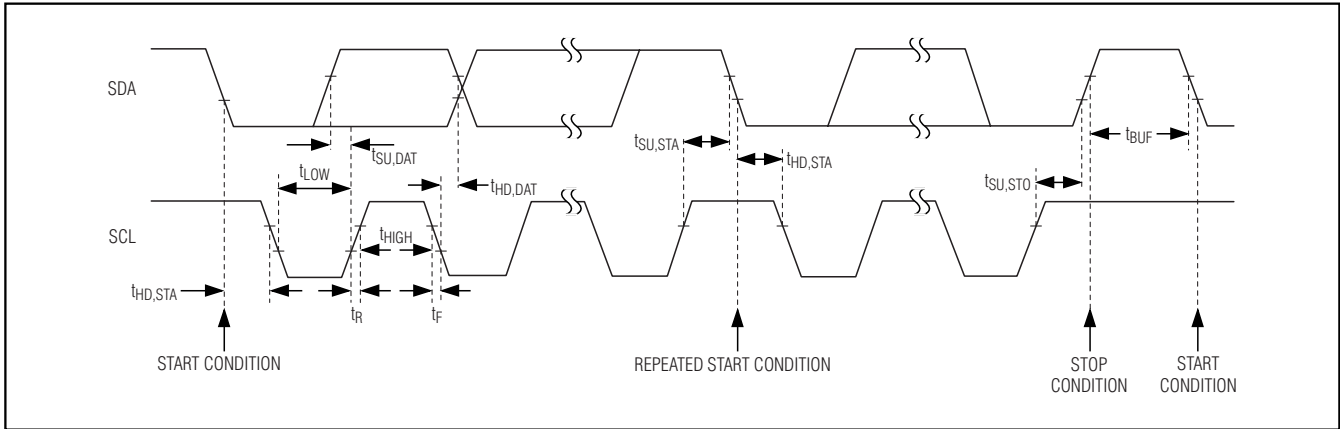 SDA
tSU,DAT
tLOW
tHD,DAT
tSU,STA
tHD,STA
tBUF
tSU,STO
SCL
tHIGH
tHD,STA
tR
tF
START CONDITION
REPEATED START CONDITION
STOP
CONDITION
START
CONDITION